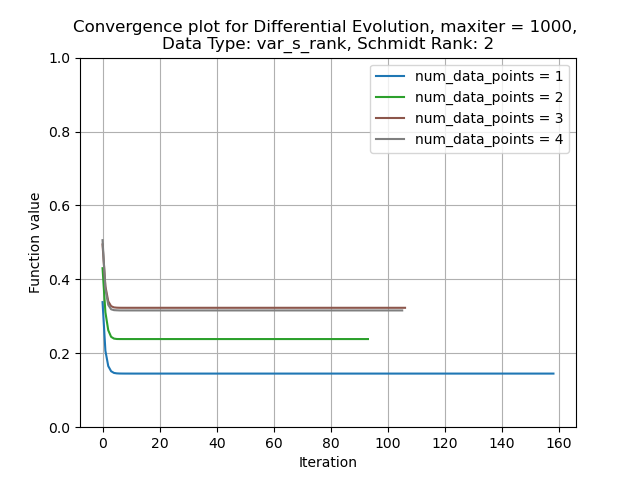 Convergence plot for Differential Evolution, maxiter = 1000,
Data Type: var_s_rank, Schmidt Rank: 2
num_data_points = 1
num_data_points = 2
num_data_points = 3
num_data_points = 4
Function value
1.0
0.8
0.6
0.4
0.2
0.0
0 20 40 60 80 100 120 140 160
Iteration